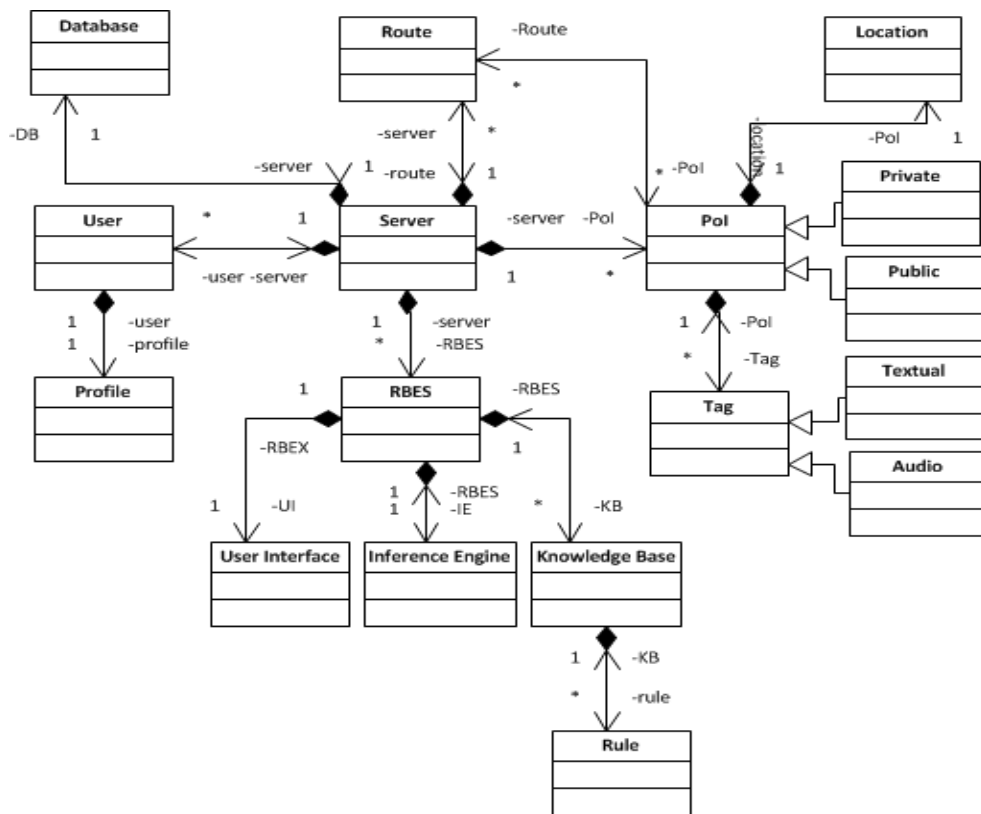 Database
Route
Location
-Route
*
-DB 1
-server *
-location
-PoI 1
-server 1
-route 1
* -PoI
1
Private
User
* 1
Server
-server -PoI
PoI
-user -server
1 *
Public
1 -user
1 -profile
1 -server
* -RBES
1 -PoI
* -Tag
Textual
Profile
1
RBES
-RBES
Tag
-RBEX
1
Audio
1 -UI
1 -RBES
1 -IE
* -KB
User Interface
Inference Engine
Knowledge Base
1 -KB
* -rule
Rule